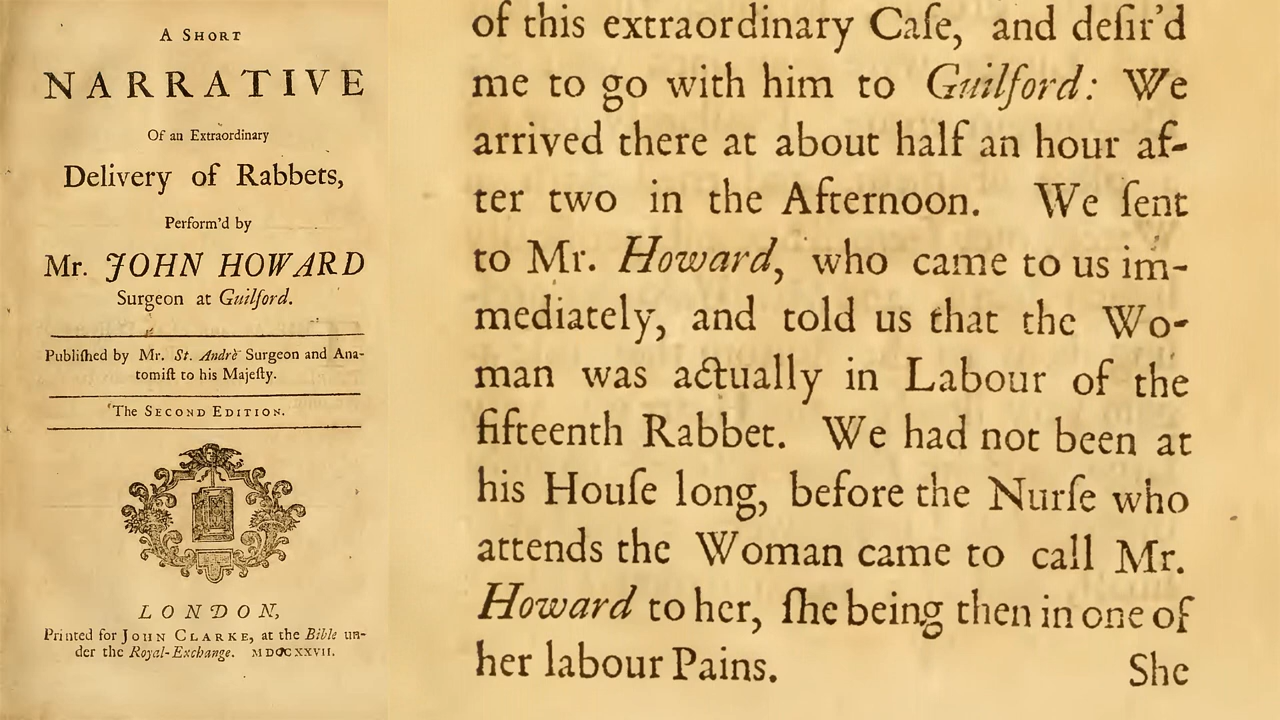 A SHORT
NARRATIVE
Of an Extraordinary
Delivery of Rabbets,
Perform'd by
Mr. JOHN HOWARD
Surgeon at Guilford.
Publiſhed by Mr. St. Andrè Surgeon and Ana-
tomiſt to his Majeſty.
The SECOND EDITION.
LONDON,
Printed for JOHN CLARKE, at the Bible un-
der the Royal-Exchange. MDCCXXVII.
of this extraordinary Caſe, and deſir'd
me to go with him to Guilford: We
arrived there at about half an hour af-
ter two in the Afternoon. We ſent
to Mr. Howard, who came to us im-
mediately, and told us that the Wo-
man was actually in Labour of the
fifteenth Rabbet. We had not been at
his Houſe long, before the Nurſe who
attends the Woman came to call Mr.
Howard to her, ſhe being then in one of
her labour Pains. She